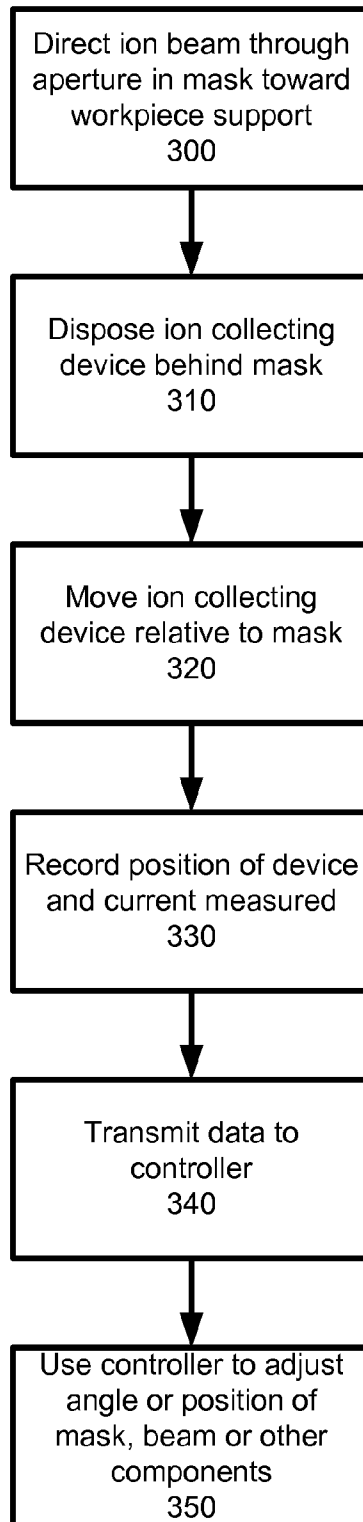 Direct ion beam through
aperture in mask toward
workpiece support
300
Dispose ion collecting
device behind mask
310
Move ion collecting
device relative to mask
320
Record position of device
and current measured
330
Transmit data to
controller
340
Use controller to adjust
angle or position of
mask, beam or other
components
350